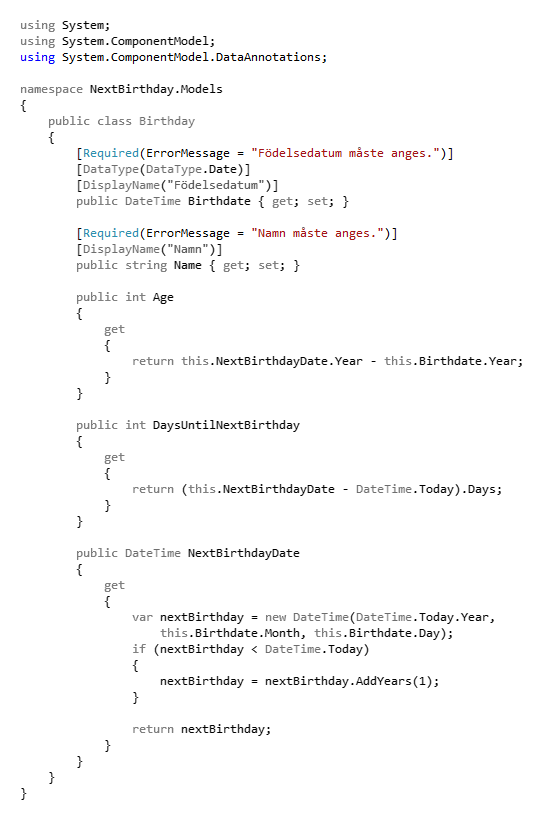 using System;
using System.ComponentModel;
using System.ComponentModel.DataAnnotations;

namespace NextBirthday.Models
{
    public class Birthday
    {
        [Required(ErrorMessage = "Födelsedatum måste anges.")]
        [DataType(DataType.Date)]
        [DisplayName("Födelsedatum")]
        public DateTime Birthdate { get; set; }

        [Required(ErrorMessage = "Namn måste anges.")]
        [DisplayName("Namn")]
        public string Name { get; set; }

        public int Age
        {
            get
            {
                return this.NextBirthdayDate.Year - this.Birthdate.Year;
            }
        }

        public int DaysUntilNextBirthday
        {
            get
            {
                return (this.NextBirthdayDate - DateTime.Today).Days;
            }
        }

        public DateTime NextBirthdayDate
        {
            get
            {
                var nextBirthday = new DateTime(DateTime.Today.Year,
                    this.Birthdate.Month, this.Birthdate.Day);
                if (nextBirthday < DateTime.Today)
                {
                    nextBirthday = nextBirthday.AddYears(1);
                }

                return nextBirthday;
            }
        }
    }
}